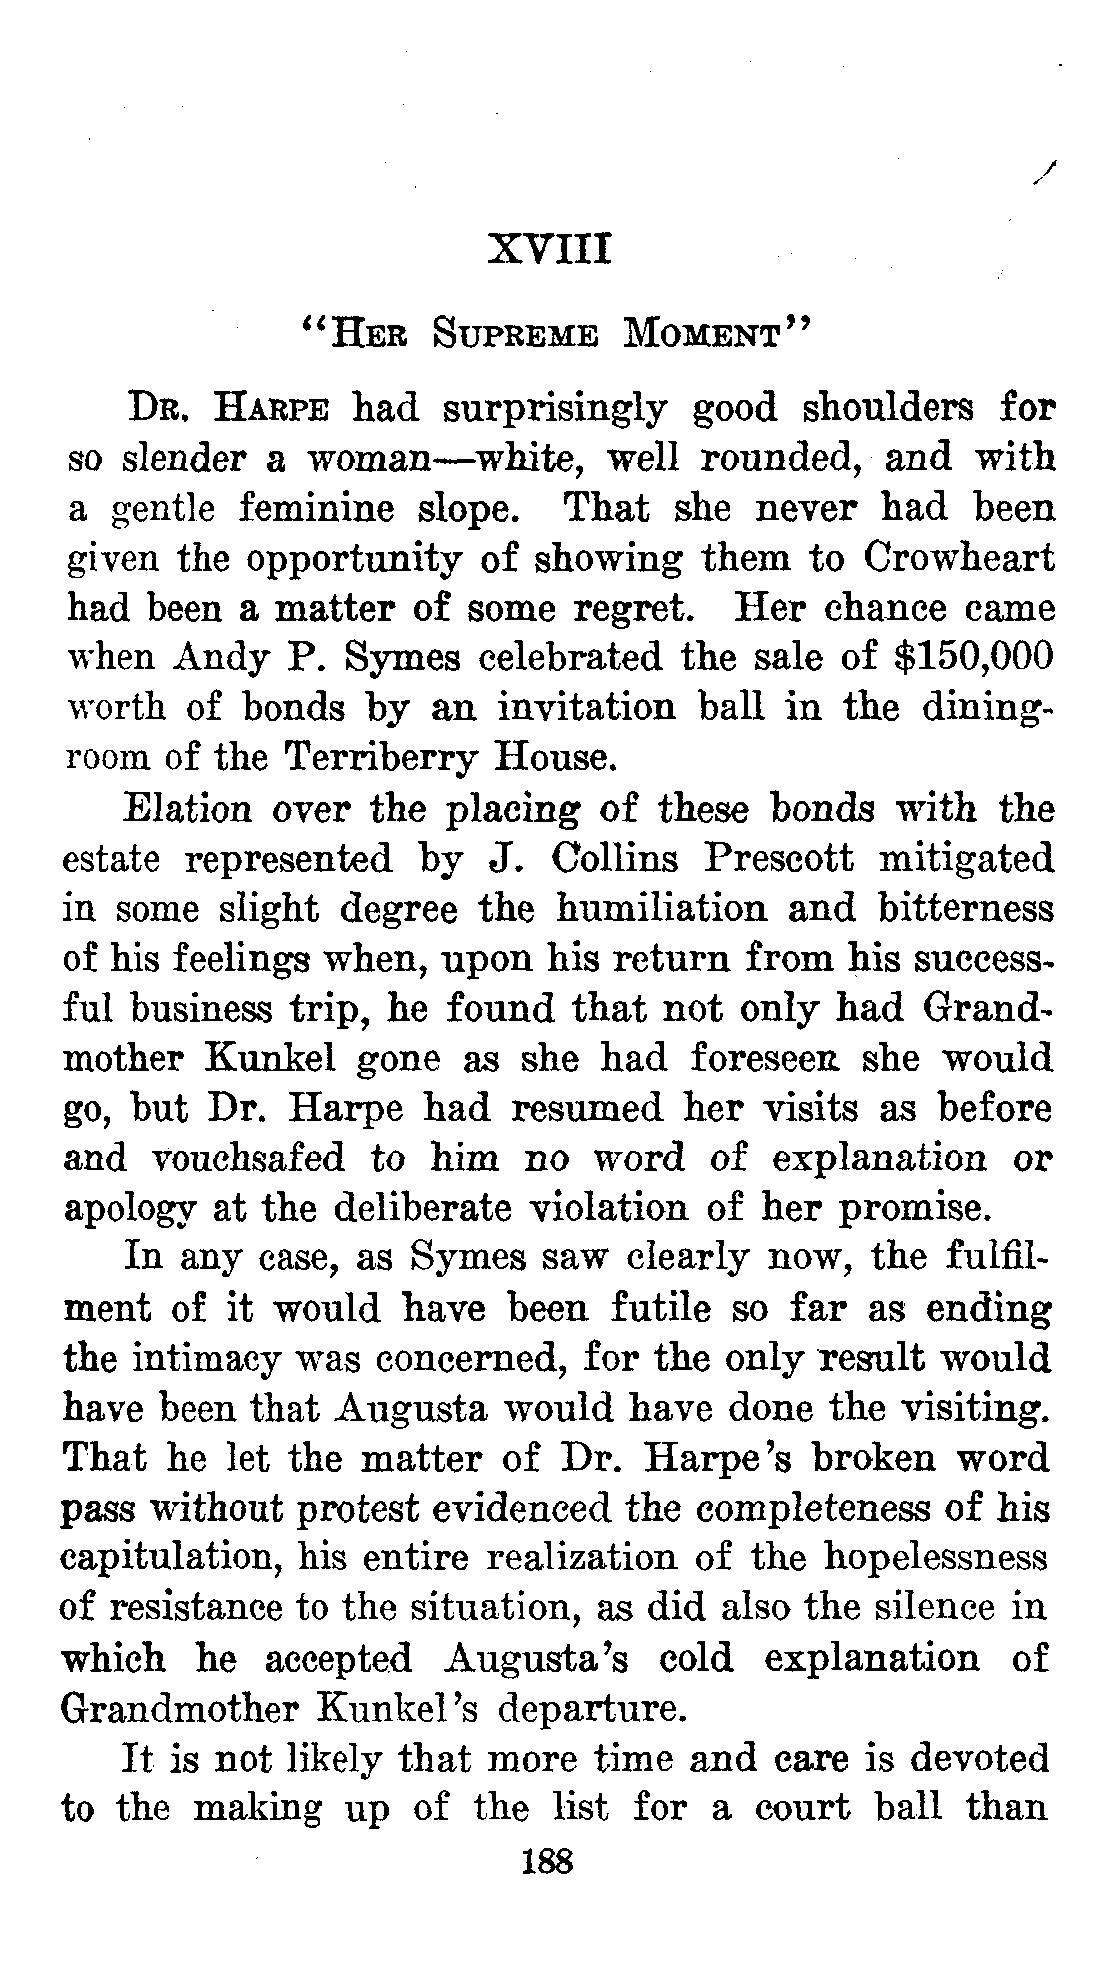 XVIII
“HER SUPREME MOMENT”
DR. HARPE had surprisingly good shoulders for
so slender a woman—white, well rounded, and with
a gentle feminine slope. That she never had been
given the opportunity of showing them to Crowheart
had been a matter of some regret. Her chance came
when Andy P. Symes celebrated the sale of $150,000
worth of bonds by an invitation ball in the dining-
room of the Terriberry House.
Elation over the placing of these bonds with the
estate represented by J. Collins Prescott mitigated
in some slight degree the humiliation and bitterness
of his feelings when, upon his return from his success-
ful business trip, he found that not only had Grand-
mother Kunkel gone as she had foreseen she would
go, but Dr. Harpe had resumed her visits as before
and vouchsafed to him no word of explanation or
apology at the deliberate violation of her promise.
In any case, as Symes saw clearly now, the fulfil-
ment of it would have been futile so far as ending
the intimacy was concerned, for the only result would
have been that Augusta would have done the visiting.
That he let the matter of Dr. Harpe's broken word
pass without protest evidenced the completeness of his
capitulation, his entire realization of the hopelessness
of resistance to the situation, as did also the silence in
which he accepted Augusta's cold explanation of
Grandmother Kunkel's departure.
It is not likely that more time and care is devoted
to the making up of the list for a court ball than
188